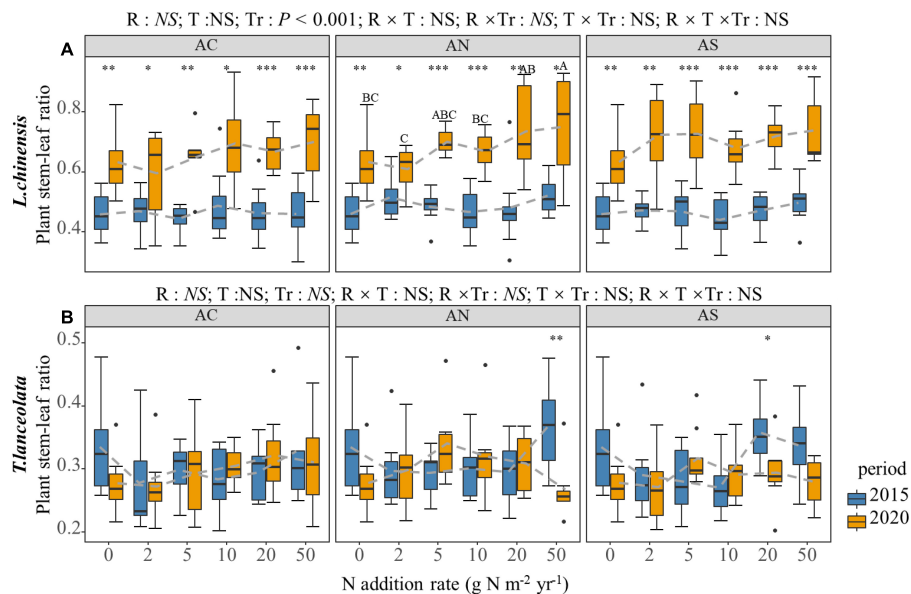 R : NS; T :NS; Tr : P < 0.001; R × T : NS; R ×Tr : NS; T × Tr : NS; R × T ×Tr : NS
A
AC AN AS
** * ** * *** *** ** * *** *** ** * ** ** *** *** *** ***
BC C ABC BC AB A
L.chinensis
Plant stem-leaf ratio
0.8
0.6
0.4
R : NS; T :NS; Tr : NS; R × T : NS; R ×Tr : NS; T × Tr : NS; R × T ×Tr : NS
B
AC AN AS
** *
T.lanceolata
Plant stem-leaf ratio
0.5
0.4
0.3
0.2
period
2015
2020
0 2 5 10 20 50 0 2 5 10 20 50 0 2 5 10 20 50
N addition rate (g N m⁻² yr⁻¹)